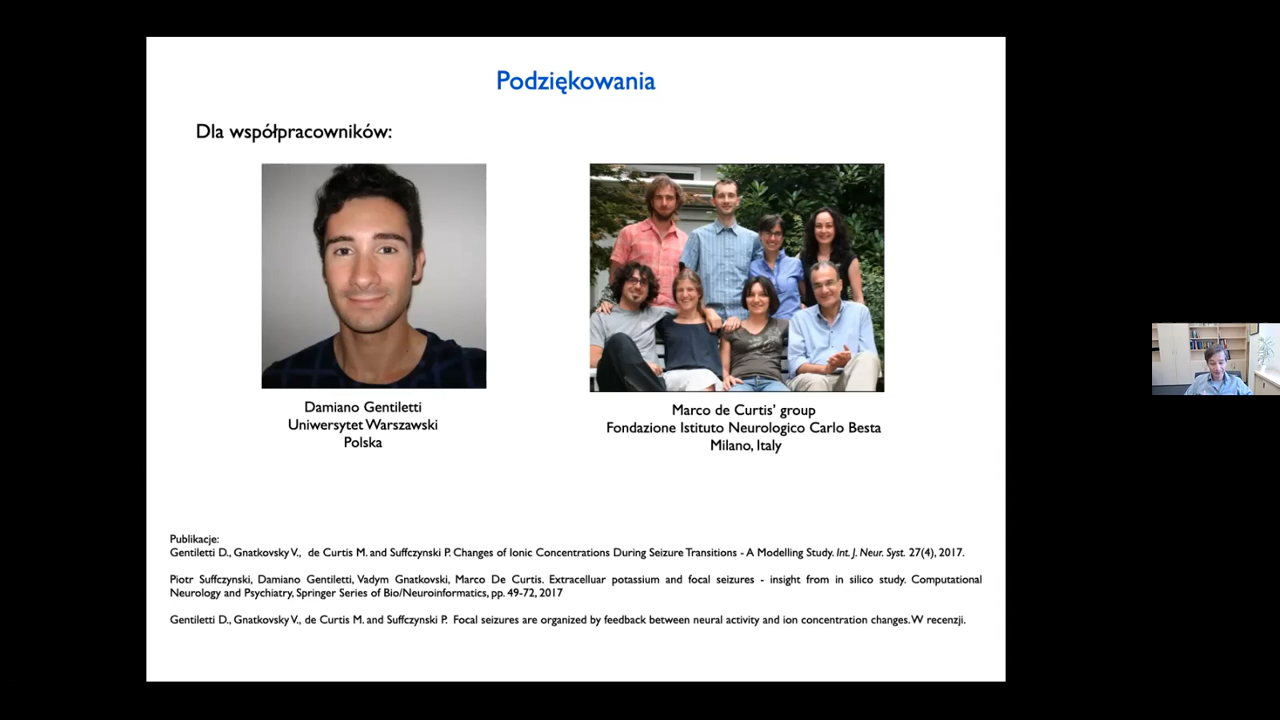 Podziękowania
Dla współpracowników:
Damiano Gentiletti
Uniwersytet Warszawski
Polska
Marco de Curtis’ group
Fondazione Istituto Neurologico Carlo Besta
Milano, Italy
Publikacje:
Gentiletti D., Gnatkovsky V., de Curtis M. and Suffczynski P. Changes of Ionic Concentrations During Seizure Transitions - A Modelling Study. Int. J. Neur. Syst. 27(4), 2017.
Piotr Suffczynski, Damiano Gentiletti, Vadym Gnatkovski, Marco De Curtis. Extracelluar potassium and focal seizures - insight from in silico study. Computational
Neurology and Psychiatry, Springer Series of Bio/Neuroinformatics, pp. 49-72, 2017
Gentiletti D., Gnatkovsky V., de Curtis M. and Suffczynski P. Focal seizures are organized by feedback between neural activity and ion concentration changes. W recenzji.